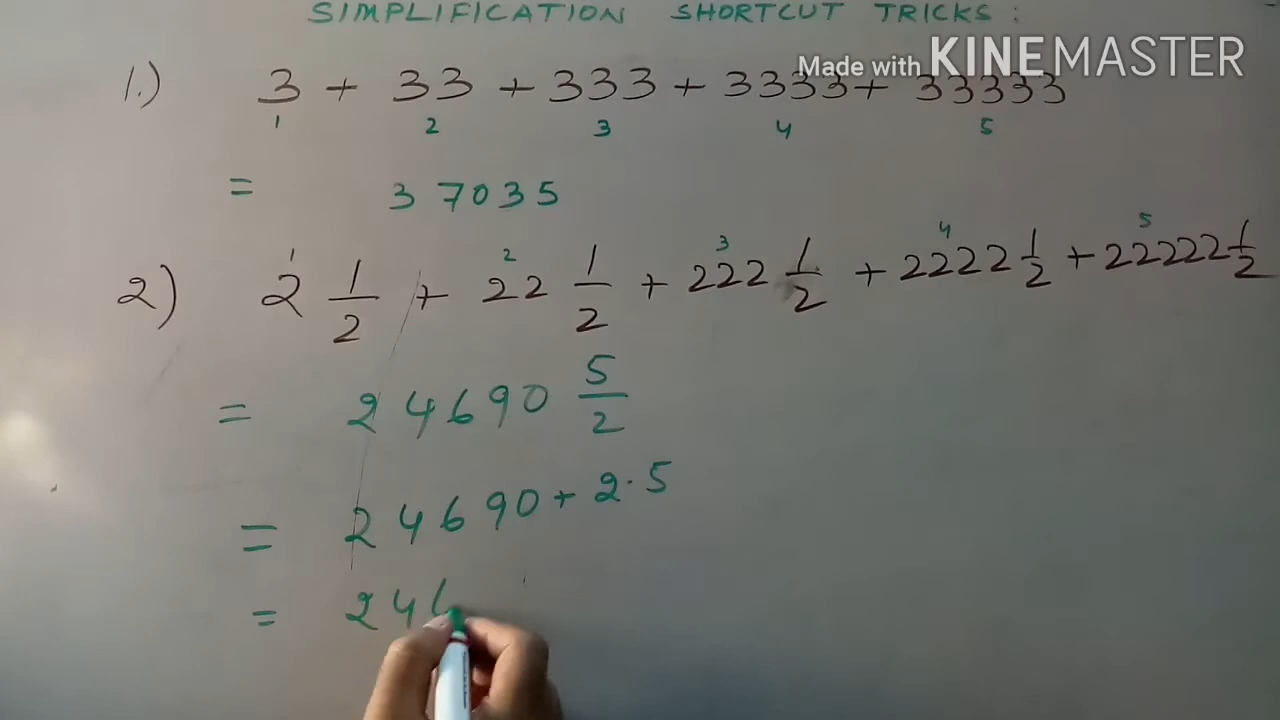 SIMPLIFICATION SHORTCUT TRICKS :
Made with KINEMASTER
1.) 3 + 33 + 333 + 3333 + 33333
1 2 3 4 5
= 37035
1 2 3 4 5
2) 2 1/2 + 22 1/2 + 222 1/2 + 2222 1/2 + 22222 1/2
= 24690 5/2
= 24690 + 2.5
= 246